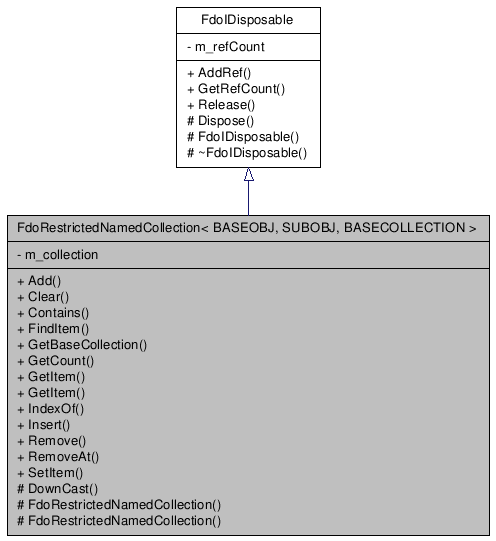 FdoIDisposable
- m_refCount
+ AddRef()
+ GetRefCount()
+ Release()
# Dispose()
# FdoIDisposable()
# ~FdoIDisposable()
FdoRestrictedNamedCollection< BASEOBJ, SUBOBJ, BASECOLLECTION >
- m_collection
+ Add()
+ Clear()
+ Contains()
+ FindItem()
+ GetBaseCollection()
+ GetCount()
+ GetItem()
+ GetItem()
+ IndexOf()
+ Insert()
+ Remove()
+ RemoveAt()
+ SetItem()
# DownCast()
# FdoRestrictedNamedCollection()
# FdoRestrictedNamedCollection()